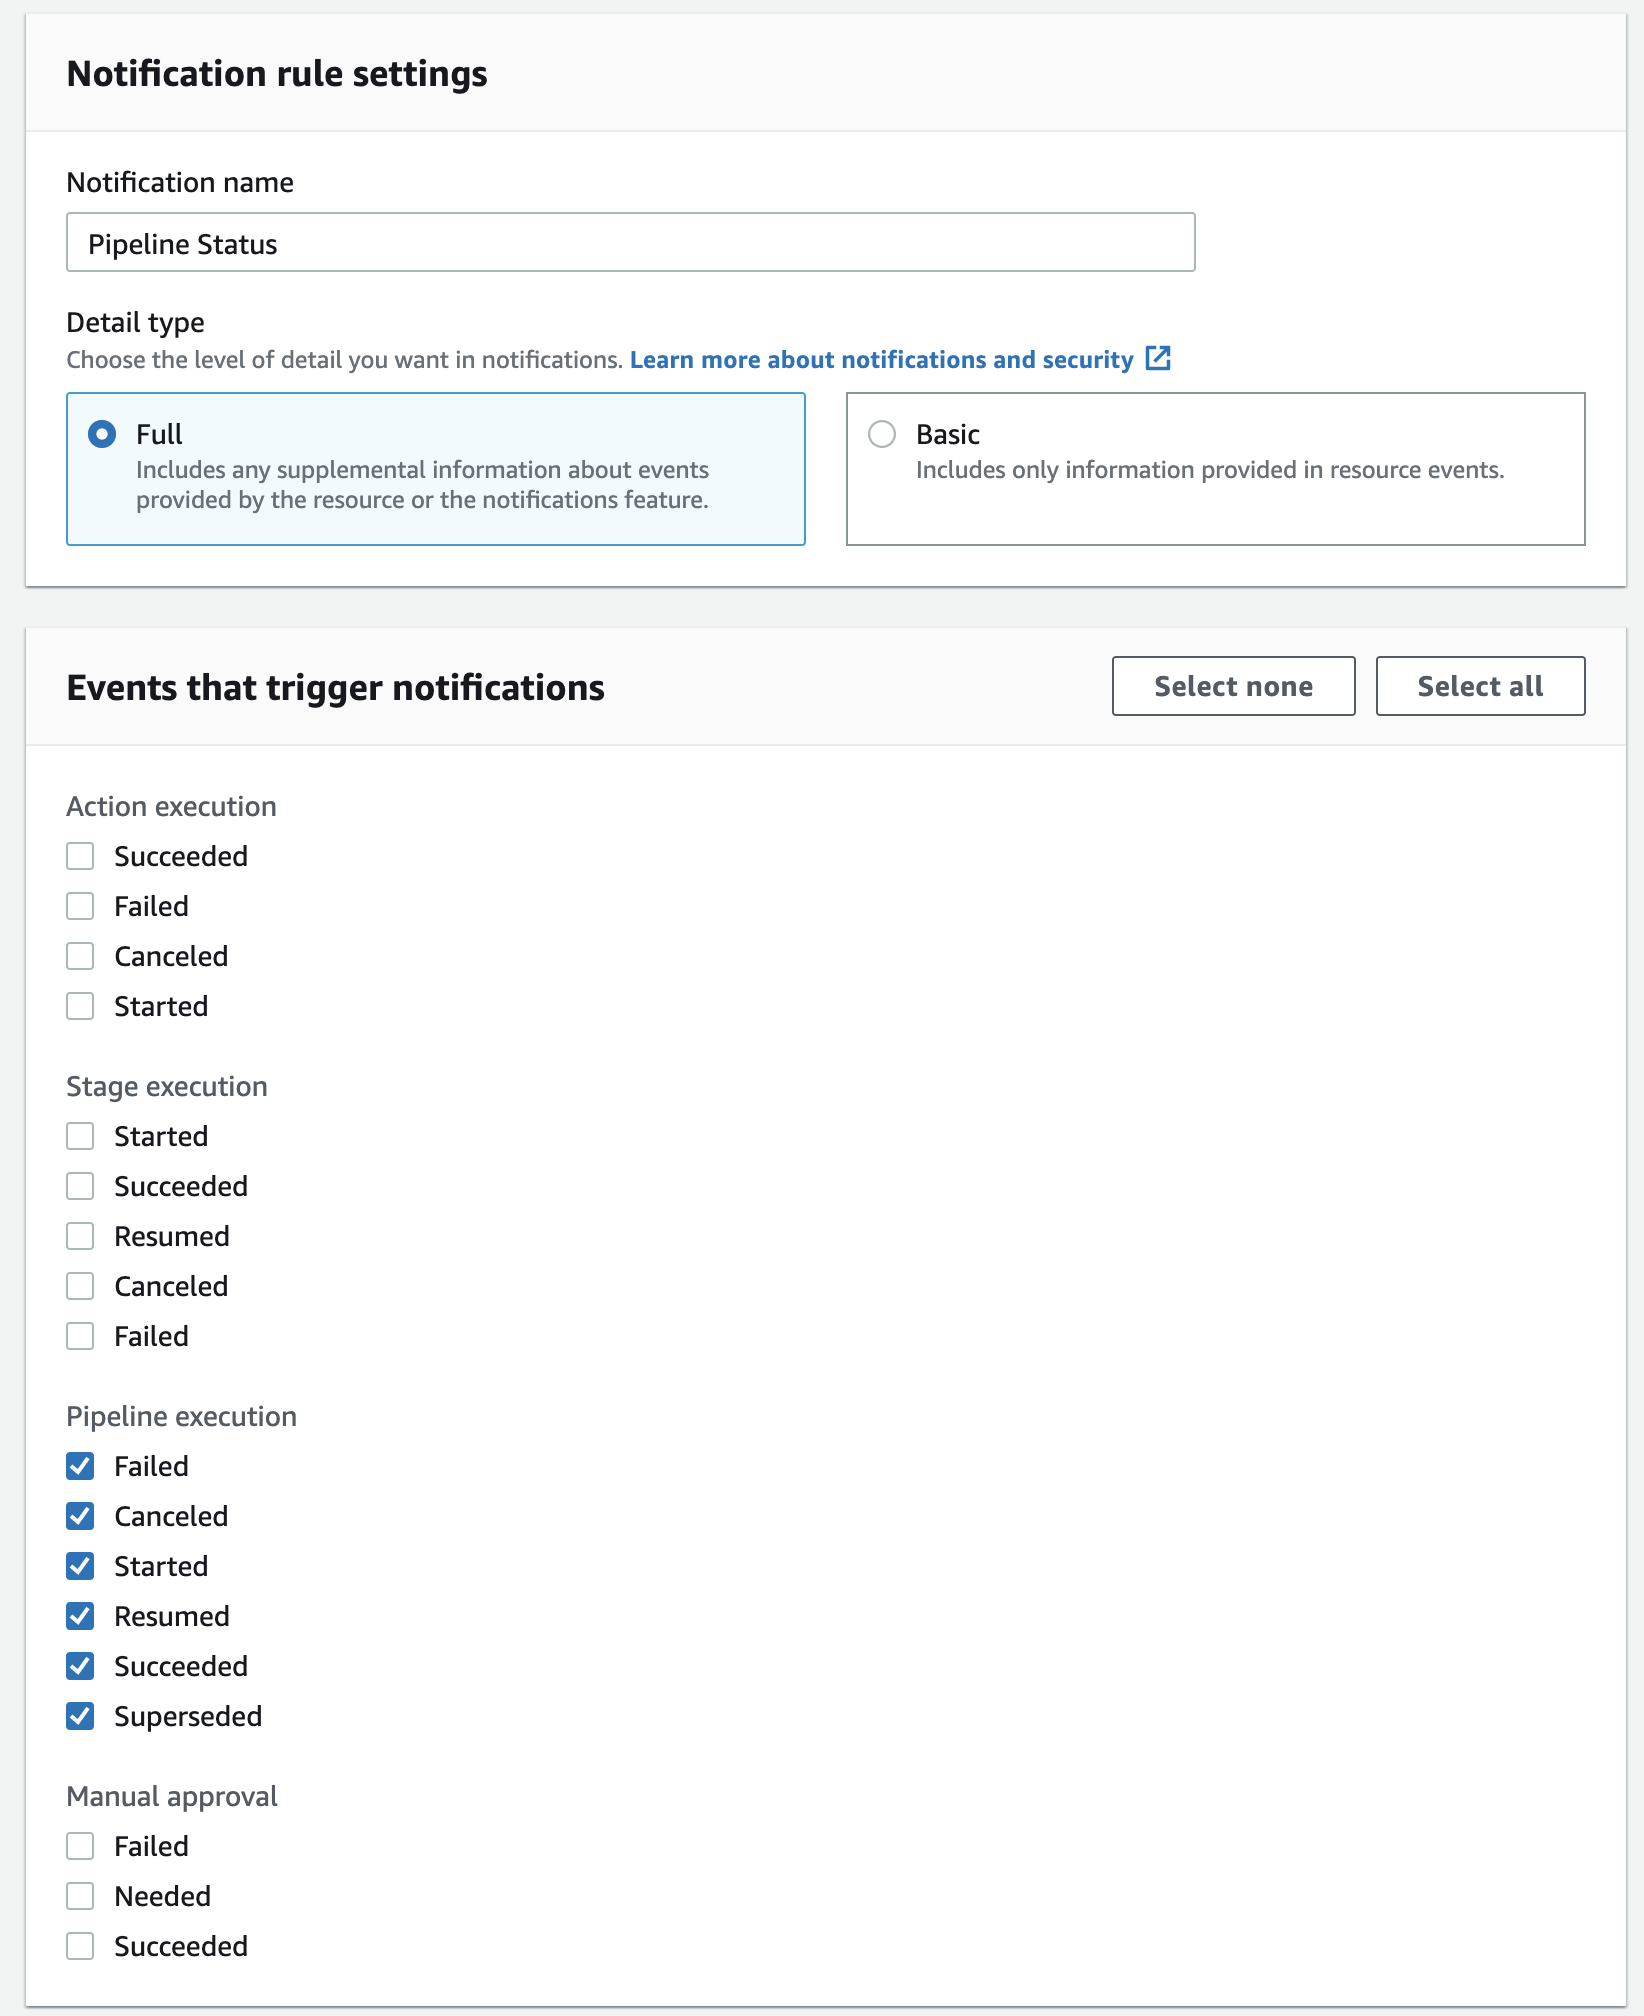 Notification rule settings
Notification name
Pipeline Status
Detail type
Choose the level of detail you want in notifications. Learn more about notifications and security
Full
Includes any supplemental information about events
provided by the resource or the notifications feature.
Basic
Includes only information provided in resource events.
Events that trigger notifications
Select none
Select all
Action execution
Succeeded
Failed
Canceled
Started
Stage execution
Started
Succeeded
Resumed
Canceled
Failed
Pipeline execution
Failed
Canceled
Started
Resumed
Succeeded
Superseded
Manual approval
Failed
Needed
Succeeded